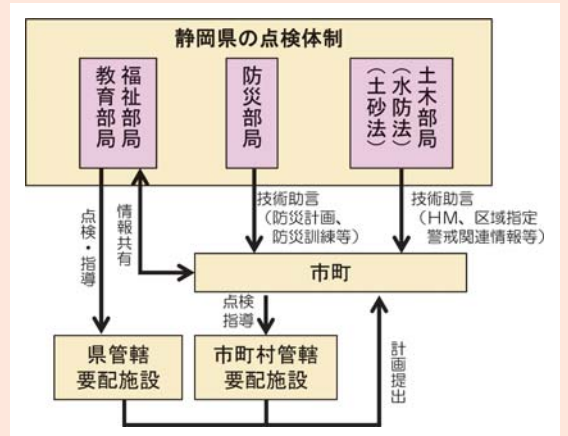 静岡県の点検体制
福祉部局
教育部局
防災部局
土木部局
（水防法）
（土砂法）
点検・指導
情報共有
技術助言
（防災計画、
防災訓練等）
技術助言
（HM、区域指定
警戒関連情報等）
市町
点検
指導
県管轄
要配施設
市町村管轄
要配施設
計画提出